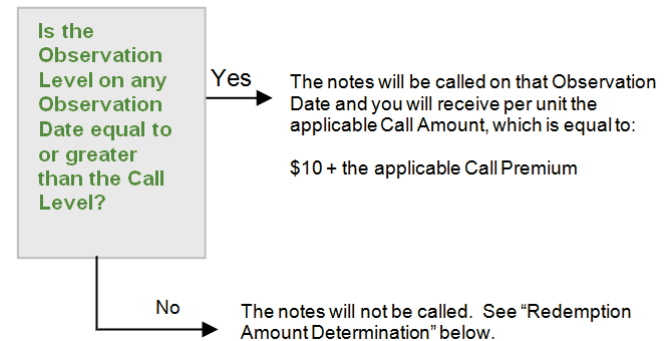 Is the
Observation
Level on any
Observation
Date equal to
or greater
than the Call
Level?
Yes
The notes will be called on that Observation
Date and you will receive per unit the
applicable Call Amount, which is equal to:
$10 + the applicable Call Premium
No
The notes will not be called. See “Redemption
Amount Determination” below.